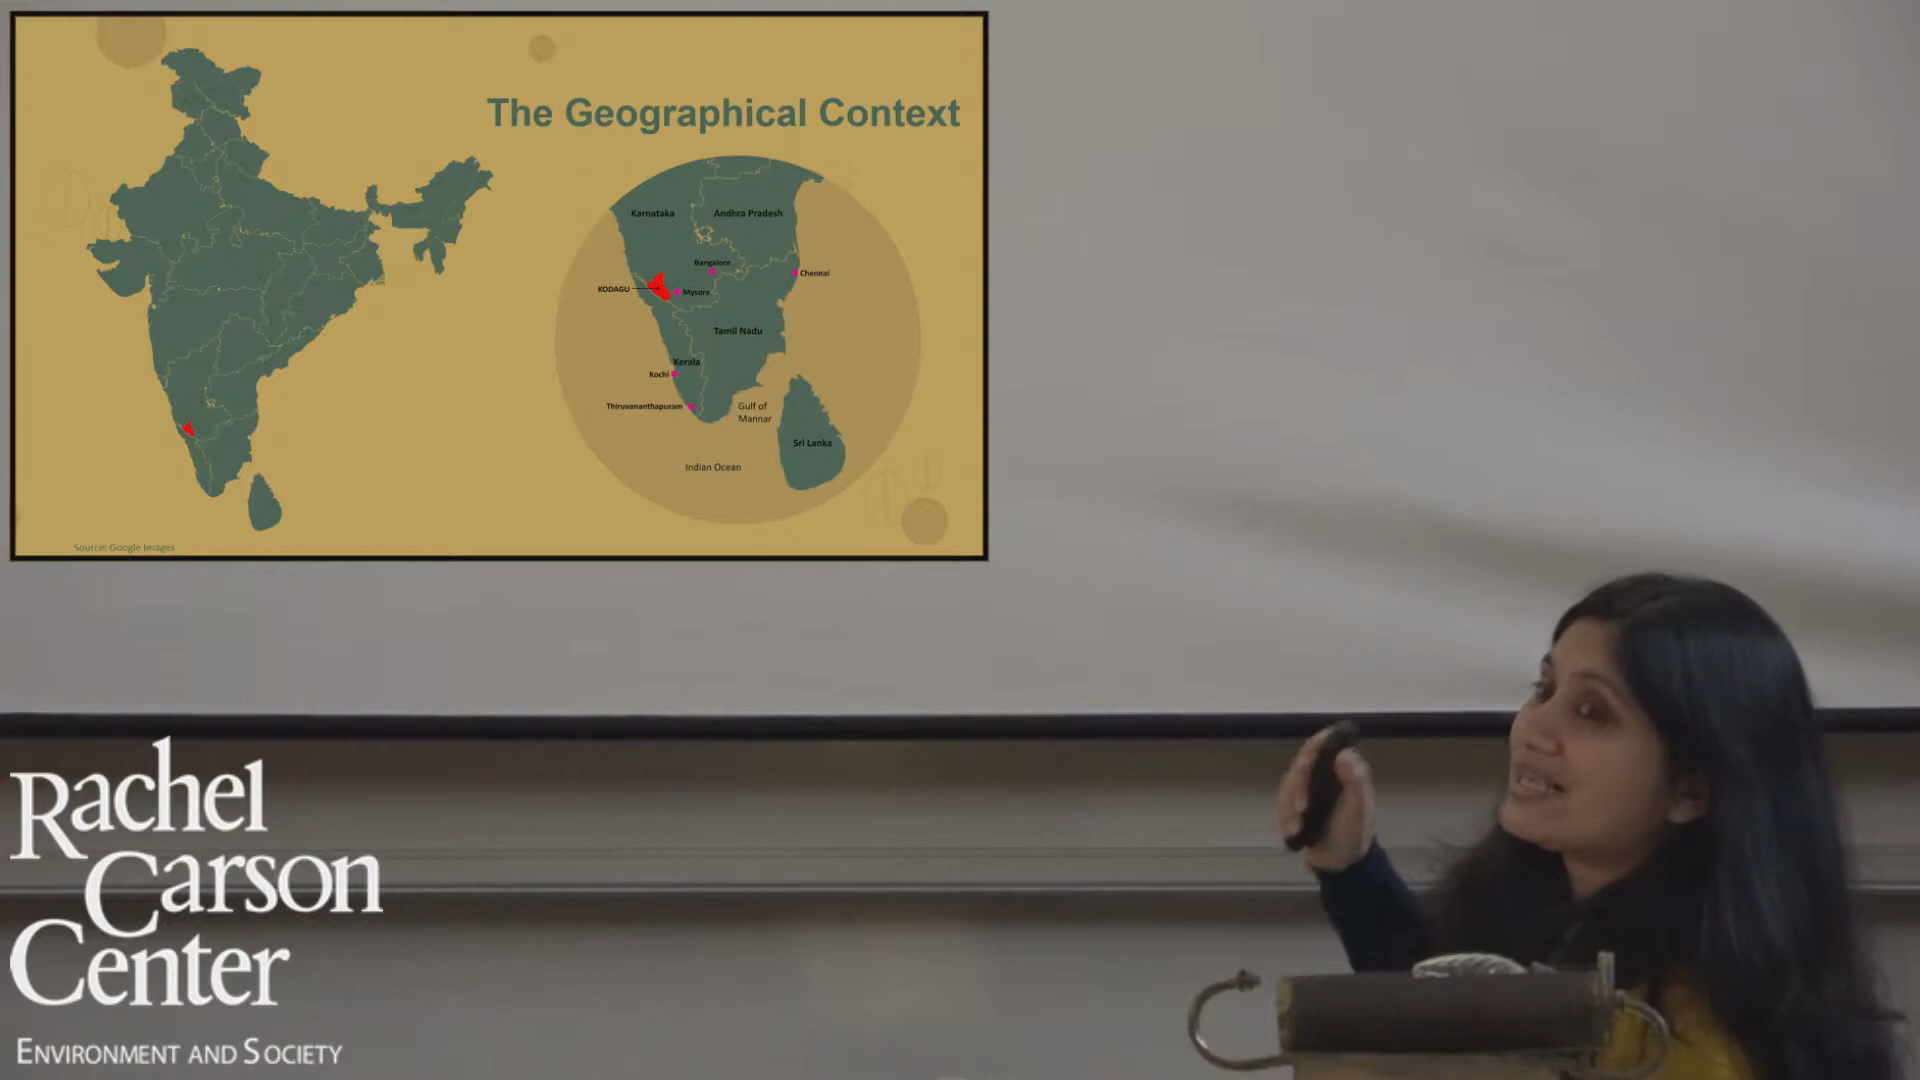 The Geographical Context
Karnataka
Andhra Pradesh
Bangalore
Chennai
KODAGU
Mysore
Tamil Nadu
Kerala
Kochi
Thiruvananthapuram
Gulf of
Mannar
Sri Lanka
Indian Ocean
Source: Google Images
Rachel
Carson
Center
ENVIRONMENT AND SOCIETY